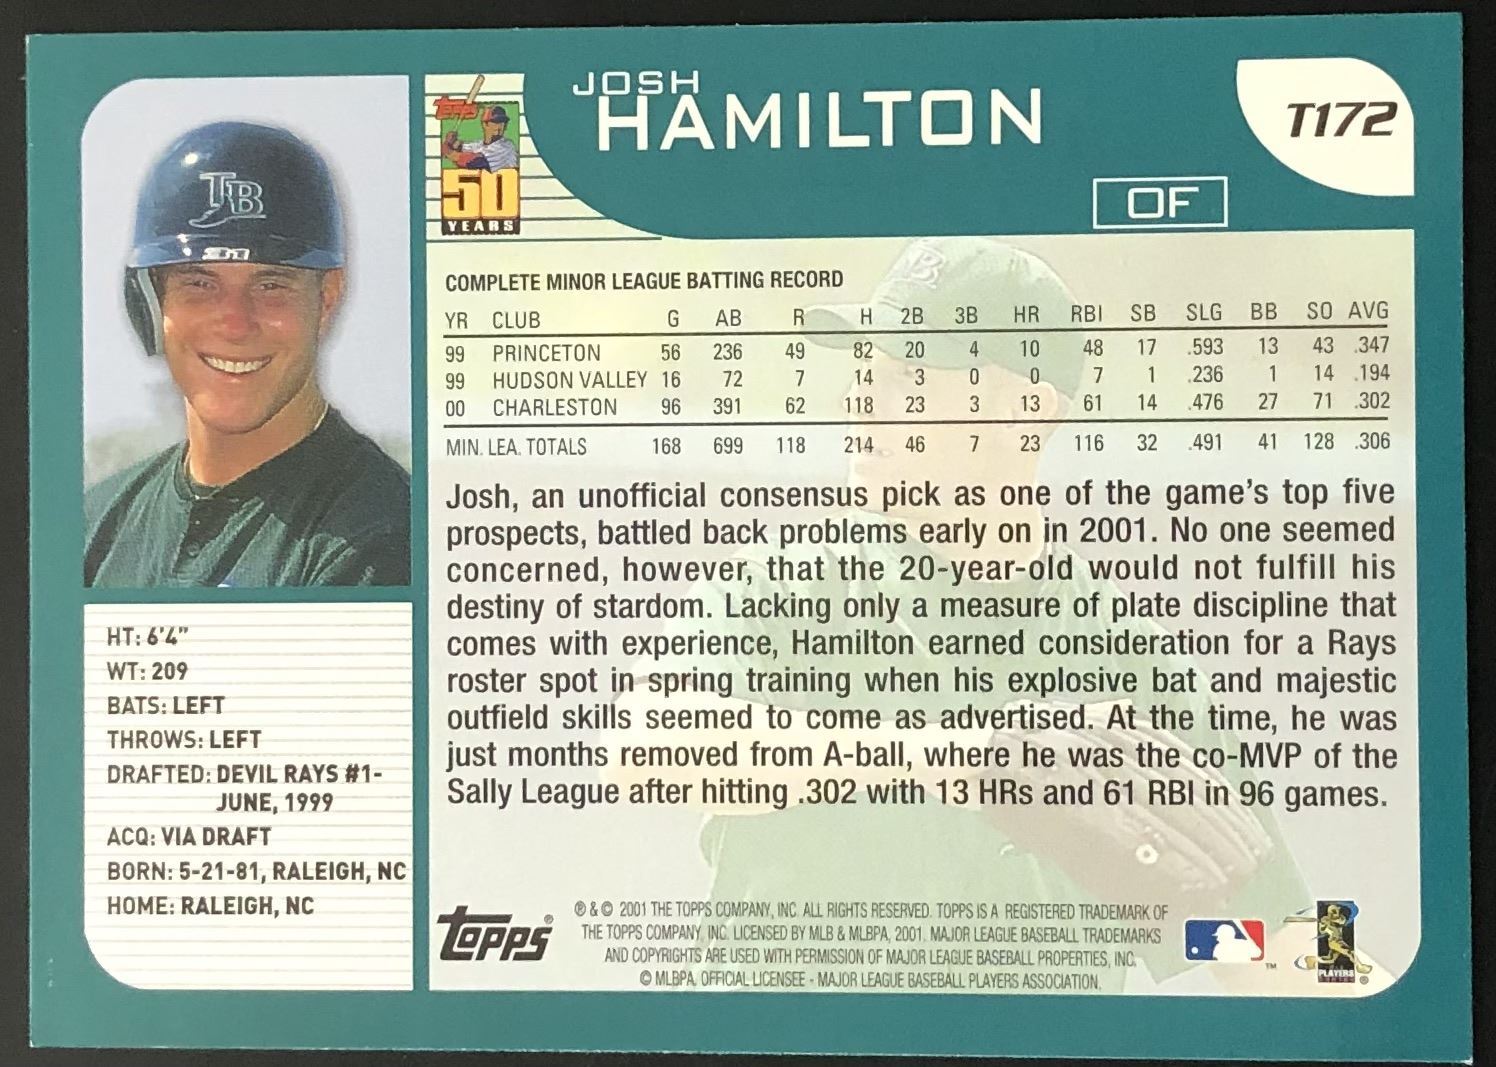 JOSH
HAMILTON
T172
OF
Topps
50
YEARS
TB
COMPLETE MINOR LEAGUE BATTING RECORD
YR CLUB G AB R H 2B 3B HR RBI SB SLG BB SO AVG
99 PRINCETON 56 236 49 82 20 4 10 48 17 .593 13 43 .347
99 HUDSON VALLEY 16 72 7 14 3 0 0 7 1 .236 1 14 .194
00 CHARLESTON 96 391 62 118 23 3 13 61 14 .476 27 71 .302
MIN. LEA. TOTALS 168 699 118 214 46 7 23 116 32 .491 41 128 .306
Josh, an unofficial consensus pick as one of the game's top five
prospects, battled back problems early on in 2001. No one seemed
concerned, however, that the 20-year-old would not fulfill his
destiny of stardom. Lacking only a measure of plate discipline that
comes with experience, Hamilton earned consideration for a Rays
roster spot in spring training when his explosive bat and majestic
outfield skills seemed to come as advertised. At the time, he was
just months removed from A-ball, where he was the co-MVP of the
Sally League after hitting .302 with 13 HRs and 61 RBI in 96 games.
HT: 6'4"
WT: 209
BATS: LEFT
THROWS: LEFT
DRAFTED: DEVIL RAYS #1-
JUNE, 1999
ACQ: VIA DRAFT
BORN: 5-21-81, RALEIGH, NC
HOME: RALEIGH, NC
Topps®
® & © 2001 THE TOPPS COMPANY, INC. ALL RIGHTS RESERVED. TOPPS IS A REGISTERED TRADEMARK OF
THE TOPPS COMPANY, INC. LICENSED BY MLB & MLBPA, 2001. MAJOR LEAGUE BASEBALL TRADEMARKS
AND COPYRIGHTS ARE USED WITH PERMISSION OF MAJOR LEAGUE BASEBALL PROPERTIES, INC.
© MLBPA. OFFICIAL LICENSEE - MAJOR LEAGUE BASEBALL PLAYERS ASSOCIATION.
TM
PLAYERS
®